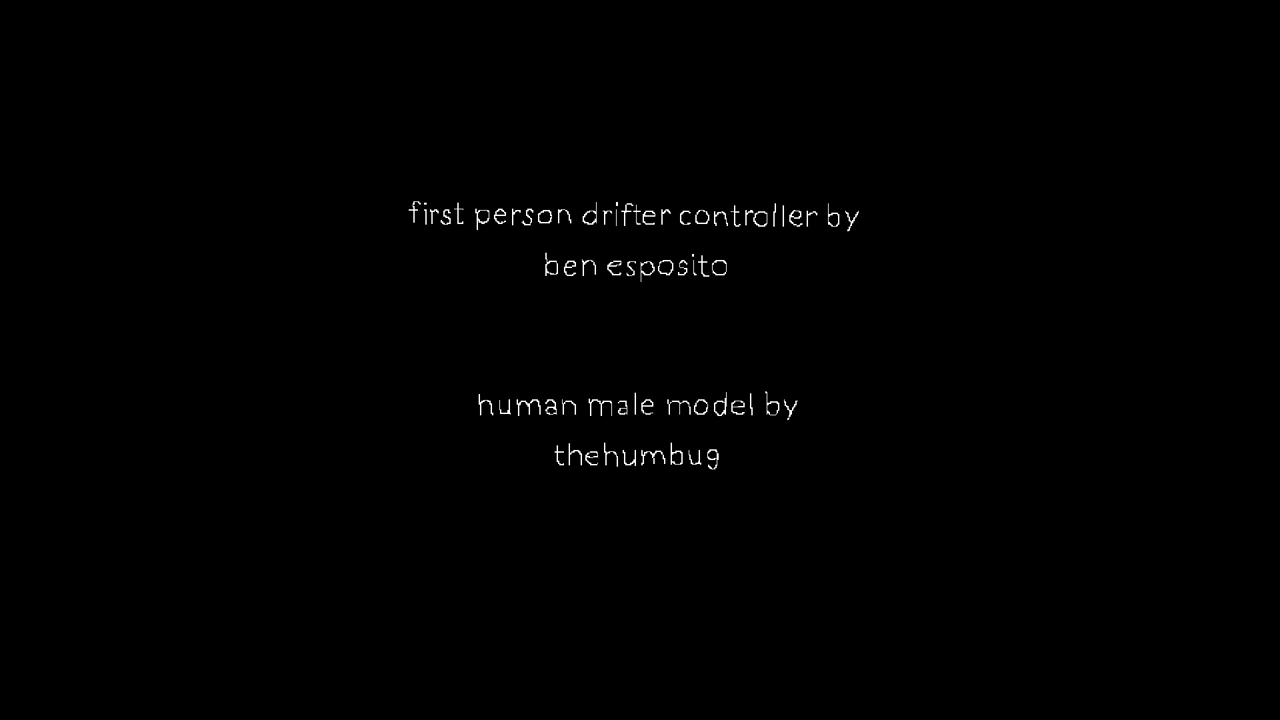 first person drifter controller by
ben esposito
human male model by
thehumbug